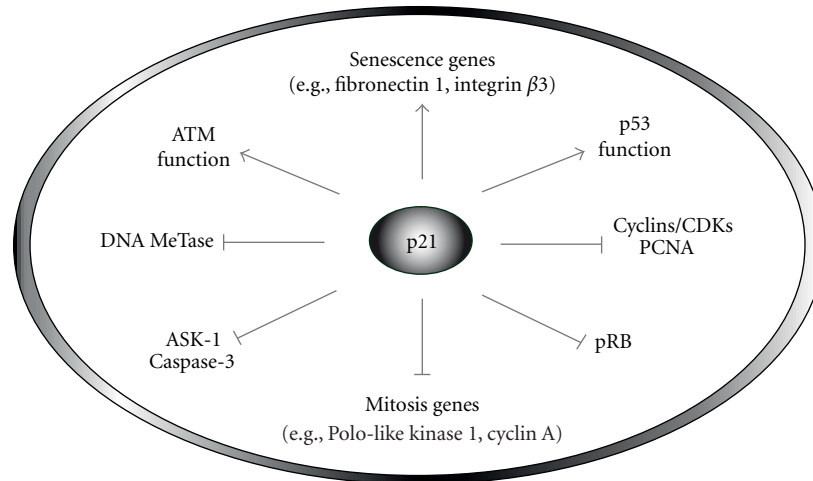 Senescence genes
(e.g., fibronectin 1, integrin β3)
ATM
function
p53
function
DNA MeTase
p21
Cyclins/CDKs
PCNA
ASK-1
Caspase-3
pRB
Mitosis genes
(e.g., Polo-like kinase 1, cyclin A)